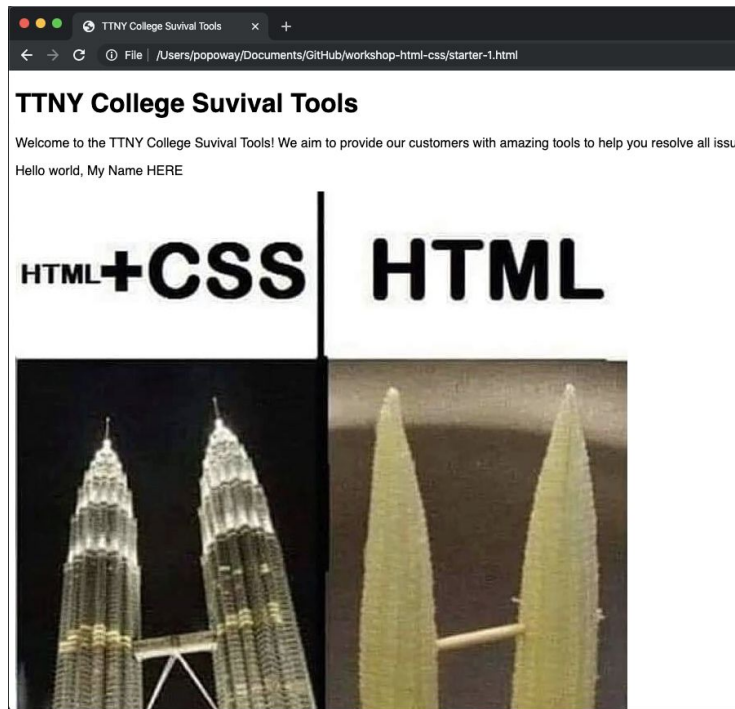 TTNY College Suvival Tools
File | /Users/popoway/Documents/GitHub/workshop-html-css/starter-1.html
TTNY College Suvival Tools
Welcome to the TTNY College Suvival Tools! We aim to provide our customers with amazing tools to help you resolve all
Hello world, My Name HERE
HTML+CSS
HTML